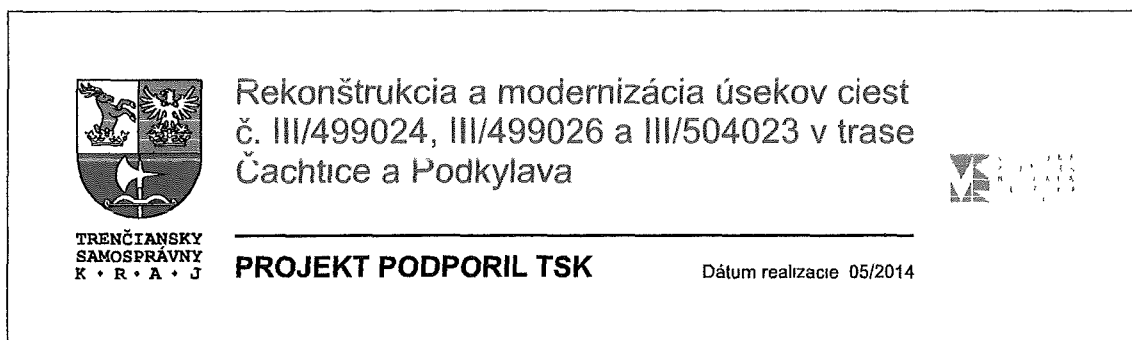 Rekonštrukcia a modernizácia úsekov ciest
č. III/499024, III/499026 a III/504023 v trase
Čachtice a Podkylava
TRENČIANSKY
SAMOSPRÁVNY
K • R • A • J
PROJEKT PODPORIL TSK
Dátum realizacie 05/2014